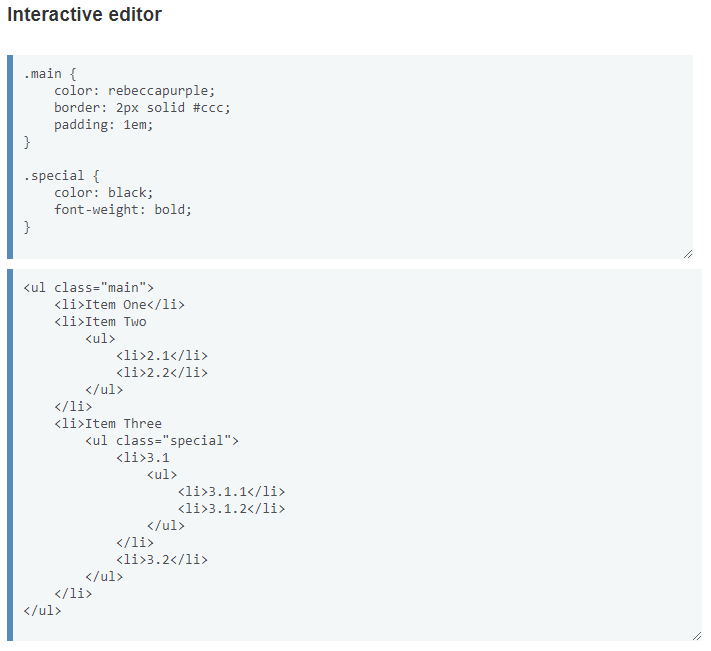 Interactive editor
.main {
    color: rebeccapurple;
    border: 2px solid #ccc;
    padding: 1em;
}

.special {
    color: black;
    font-weight: bold;
}

<ul class="main">
    <li>Item One</li>
    <li>Item Two
        <ul>
            <li>2.1</li>
            <li>2.2</li>
        </ul>
    </li>
    <li>Item Three
        <ul class="special">
            <li>3.1
                <ul>
                    <li>3.1.1</li>
                    <li>3.1.2</li>
                </ul>
            </li>
            <li>3.2</li>
        </ul>
    </li>
</ul>